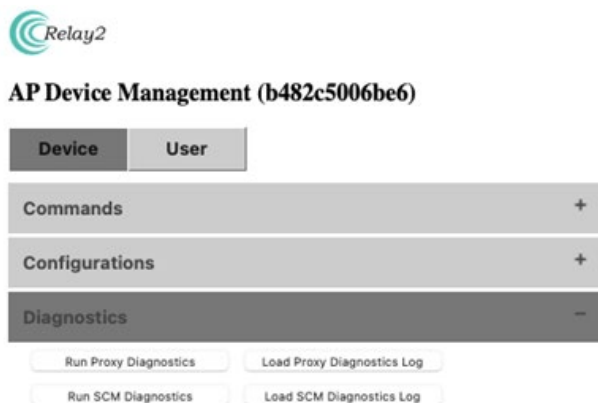 Relay2
AP Device Management (b482c5006be6)
Device User
Commands +
Configurations +
Diagnostics -
Run Proxy Diagnostics Load Proxy Diagnostics Log
Run SCM Diagnostics Load SCM Diagnostics Log